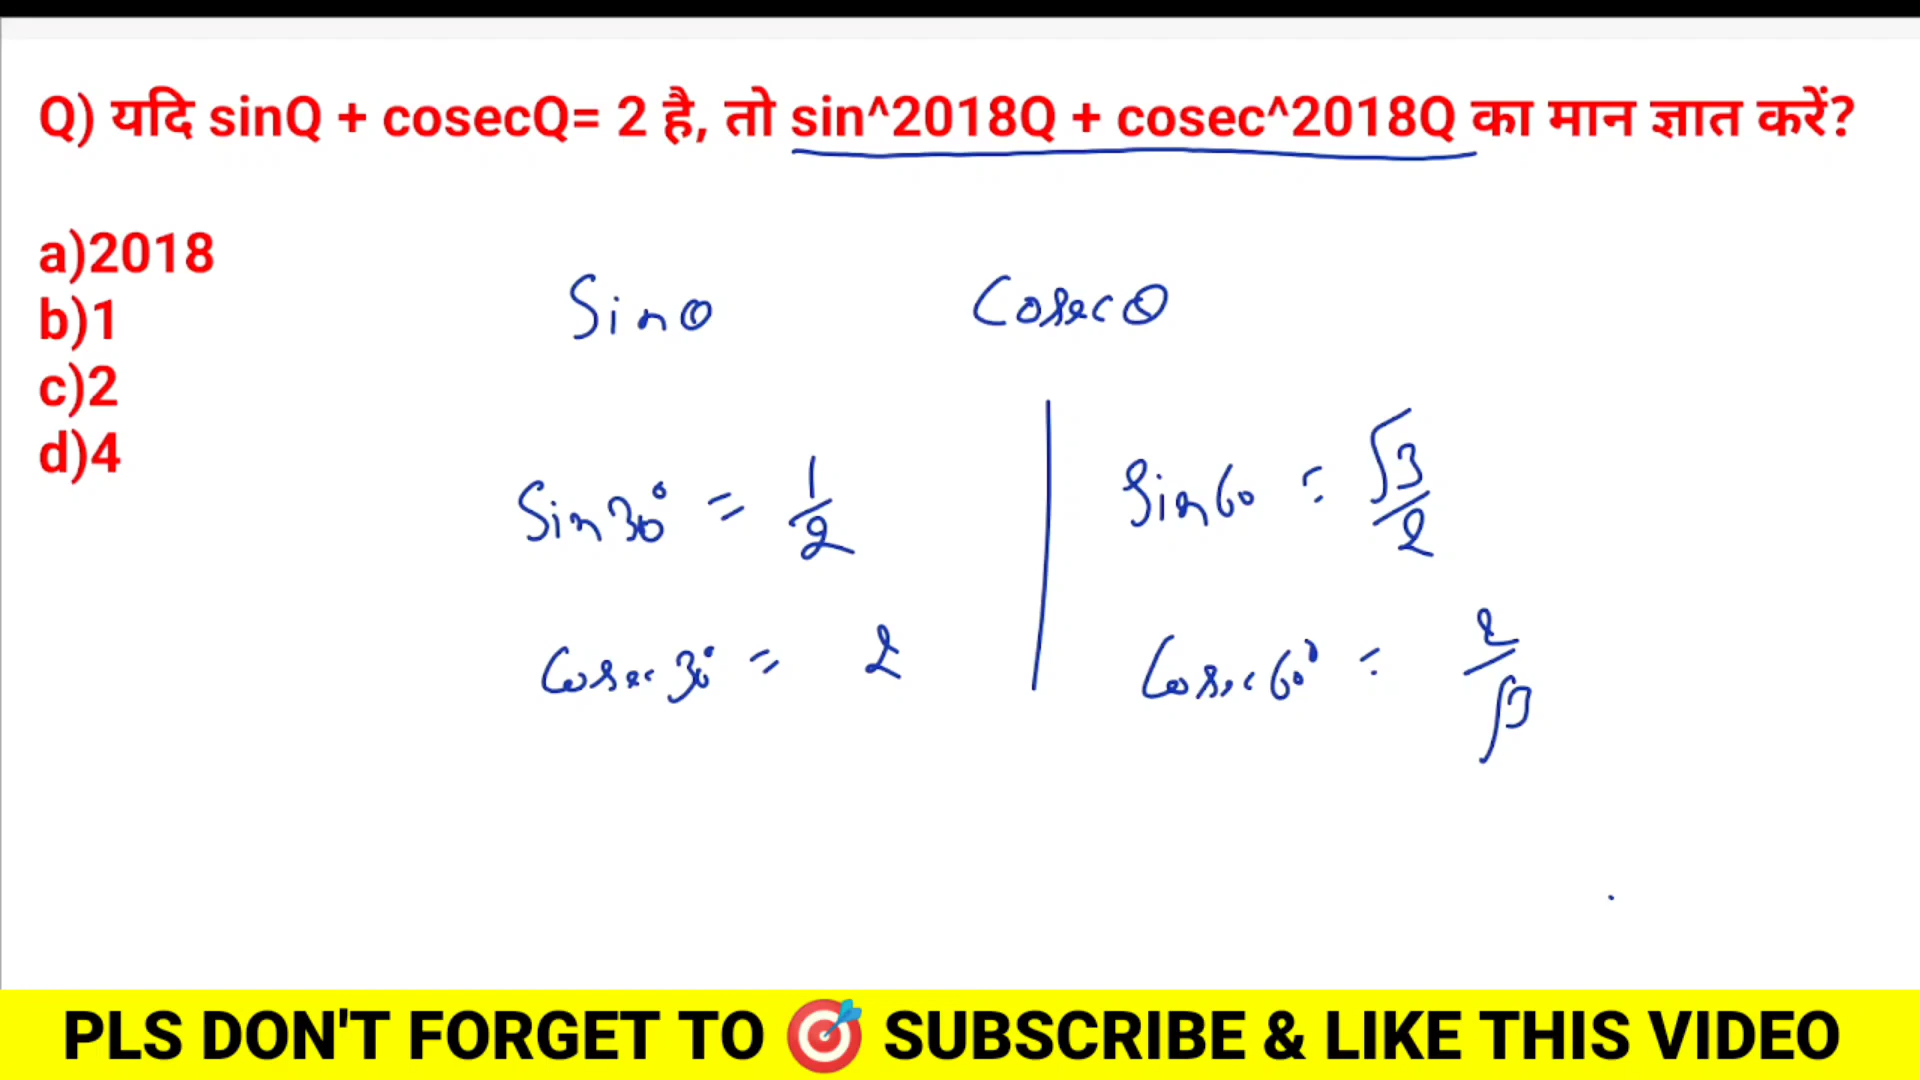 Q) यदि sinQ + cosecQ= 2 है, तो sin^2018Q + cosec^2018Q का मान ज्ञात करें?
a)2018
b)1
c)2
d)4
Sinθ Cosecθ
Sin30° = 1/2
Cosec30° = 2
Sin60 = √3/2
Cosec60° = 2/√3
PLS DON'T FORGET TO 🎯 SUBSCRIBE & LIKE THIS VIDEO